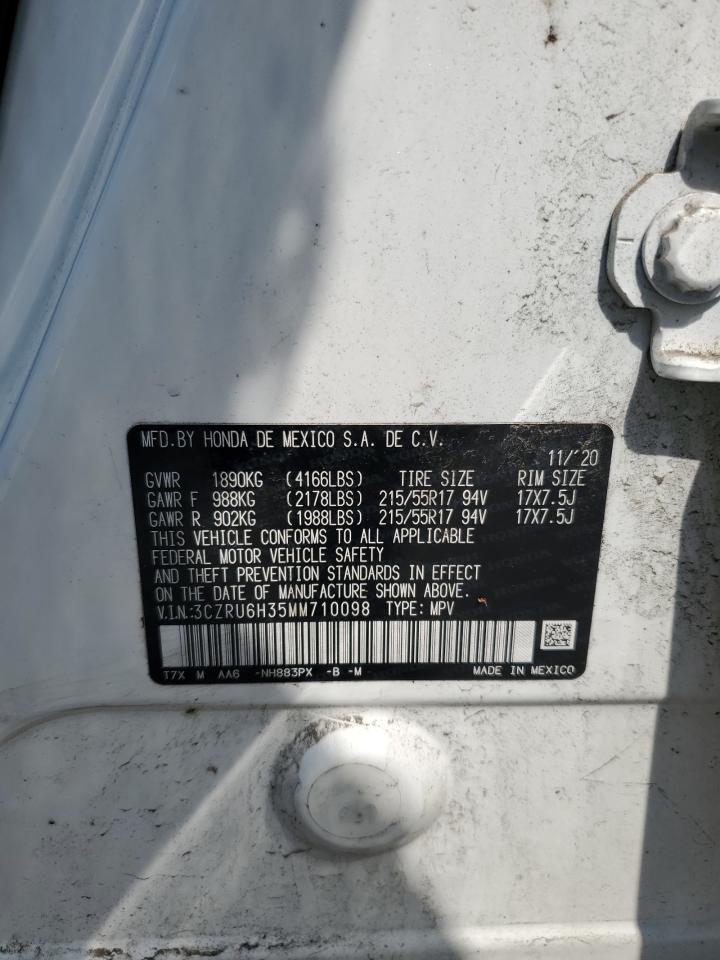 MFD.BY HONDA DE MEXICO S.A. DE C.V.
11/'20
GVWR 1890KG (4166LBS) TIRE SIZE RIM SIZE
GAWR F 988KG (2178LBS) 215/55R17 94V 17X7.5J
GAWR R 902KG (1988LBS) 215/55R17 94V 17X7.5J
THIS VEHICLE CONFORMS TO ALL APPLICABLE
FEDERAL MOTOR VEHICLE SAFETY
AND THEFT PREVENTION STANDARDS IN EFFECT
ON THE DATE OF MANUFACTURE SHOWN ABOVE.
V.I.N.:3CZRU6H35MM710098 TYPE: MPV
T7X M AA6 -NH883PX -B -M MADE IN MEXICO